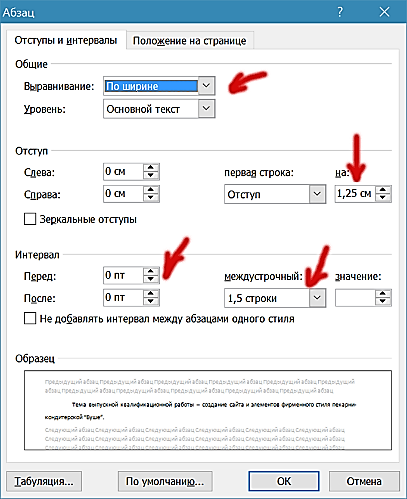 Абзац
Отступы и интервалы Положение на странице
Общие
Выравнивание: По ширине
Уровень: Основной текст
Отступ
Слева: 0 см первая строка: на:
Справа: 0 см Отступ 1,25 см
Зеркальные отступы
Интервал
Перед: 0 пт междустрочный: значение:
После: 0 пт 1,5 строки
Не добавлять интервал между абзацами одного стиля
Образец
Предыдущий абзац Предыдущий абзац Предыдущий абзац Предыдущий абзац Предыдущий абзац Предыдущий абзац Предыдущий абзац Предыдущий абзац Предыдущий абзац Предыдущий абзац
Тема выпускной квалификационной работы – создание сайта и элементов фирменного стиля пекарни-
кондитерской "Буше".
Следующий абзац Следующий абзац Следующий абзац Следующий абзац Следующий абзац Следующий абзац
Табуляция... По умолчанию... ОК Отмена